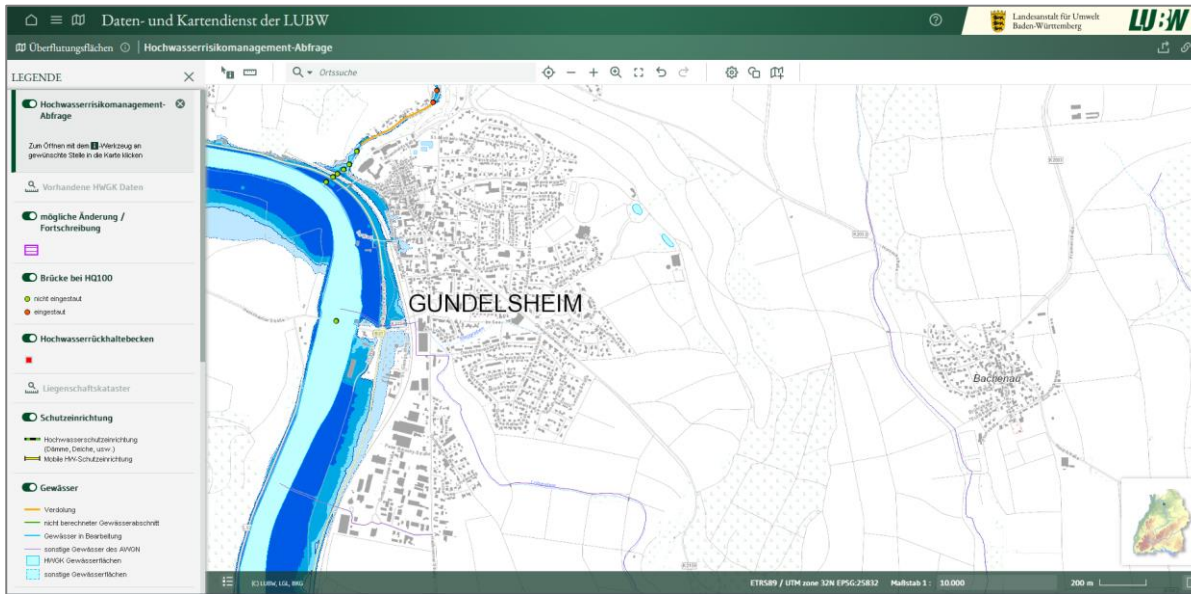 Daten- und Kartendienst der LUBW
Landesanstalt für Umwelt
Baden-Württemberg
LUBW
Überflutungsflächen
Hochwasserrisikomanagement-Abfrage
LEGENDE
Ortssuche
Hochwasserrisikomanagement-
Abfrage
Zum Öffnen mit dem i-Werkzeug an
gewünschte Stelle in die Karte klicken
Vorhandene HWGK Daten
mögliche Änderung /
Fortschreibung
Brücke bei HQ100
nicht eingestaut
eingestaut
Hochwasserrückhaltebecken
Liegenschaftskataster
Schutzeinrichtung
Hochwasserschutzeinrichtung
(Dämme, Deiche, usw.)
Mobile HW-Schutzeinrichtung
Gewässer
Verdolung
nicht berechneter Gewässerabschnitt
Gewässer in Bearbeitung
sonstige Gewässer des AWGN
HWGK Gewässerflächen
sonstige Gewässerflächen
GUNDELSHEIM
Bachenau
(C) LUBW, LGL, BKG
ETRS89 / UTM zone 32N EPSG:25832
Maßstab 1 : 10.000
200 m